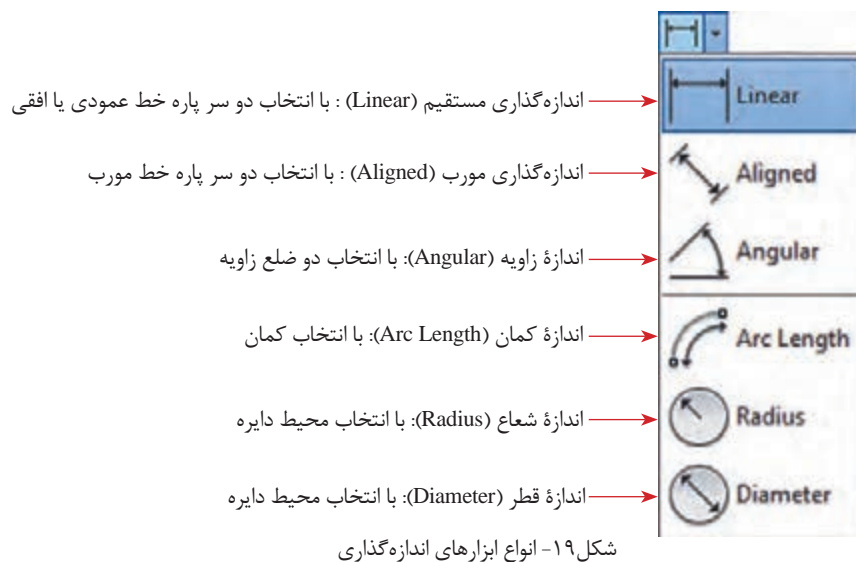 اندازه‌گذاری مستقیم (Linear) : با انتخاب دو سر پاره خط عمودی یا افقی
Linear
اندازه‌گذاری مورب (Aligned) : با انتخاب دو سر پاره خط مورب
Aligned
اندازهٔ زاویه (Angular): با انتخاب دو ضلع زاویه
Angular
اندازهٔ کمان (Arc Length): با انتخاب کمان
Arc Length
اندازهٔ شعاع (Radius): با انتخاب محیط دایره
Radius
اندازهٔ قطر (Diameter): با انتخاب محیط دایره
Diameter
شکل۱۹- انواع ابزارهای اندازه‌گذاری